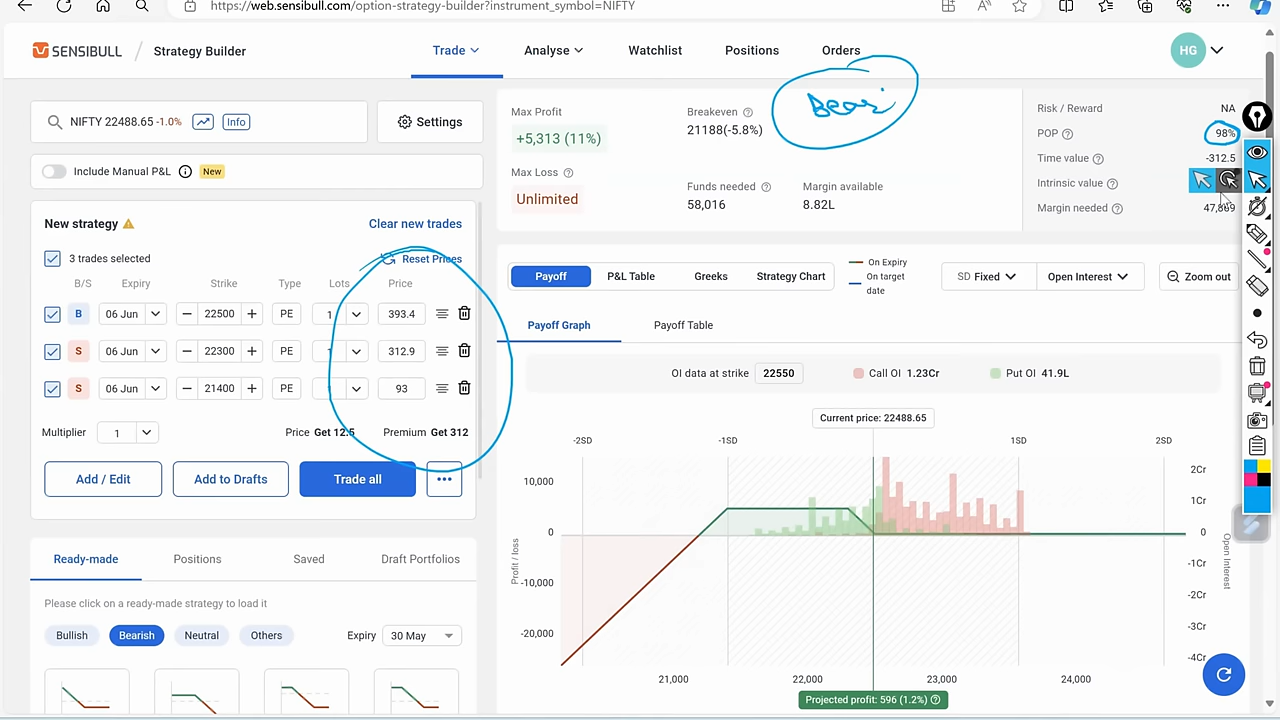 https://web.sensibull.com/option-strategy-builder?instrument_symbol=NIFTY
SENSIBULL / Strategy Builder
Trade Analyse Watchlist Positions Orders
HG
NIFTY 22488.65 -1.0% Info
Settings
Include Manual P&L New
New strategy Clear new trades
3 trades selected Reset Prices
B/S Expiry Strike Type Lots Price
B 06 Jun 22500 PE 1 393.4
S 06 Jun 22300 PE 1 312.9
S 06 Jun 21400 PE 93
Multiplier 1 Price Get 12.5 Premium Get 312
Add / Edit Add to Drafts Trade all
Ready-made Positions Saved Draft Portfolios
Please click on a ready-made strategy to load it
Bullish Bearish Neutral Others Expiry 30 May
Max Profit
+5,313 (11%)
Max Loss
Unlimited
Breakeven
21188(-5.8%)
Funds needed
58,016
Margin available
8.82L
Risk / Reward NA
POP 98%
Time value -312.5
Intrinsic value
Margin needed 47,869
Payoff P&L Table Greeks Strategy Chart
On Expiry
On target
date
SD Fixed Open Interest Zoom out
Payoff Graph Payoff Table
OI data at strike 22550 Call OI 1.23Cr Put OI 41.9L
Current price: 22488.65
-2SD -1SD 1SD 2SD
10,000
0
-10,000
-20,000
Profit / loss
2Cr
1Cr
0
-1Cr
-2Cr
-3Cr
-4Cr
Open Interest
21,000 22,000 23,000 24,000
Projected profit: 596 (1.2%)